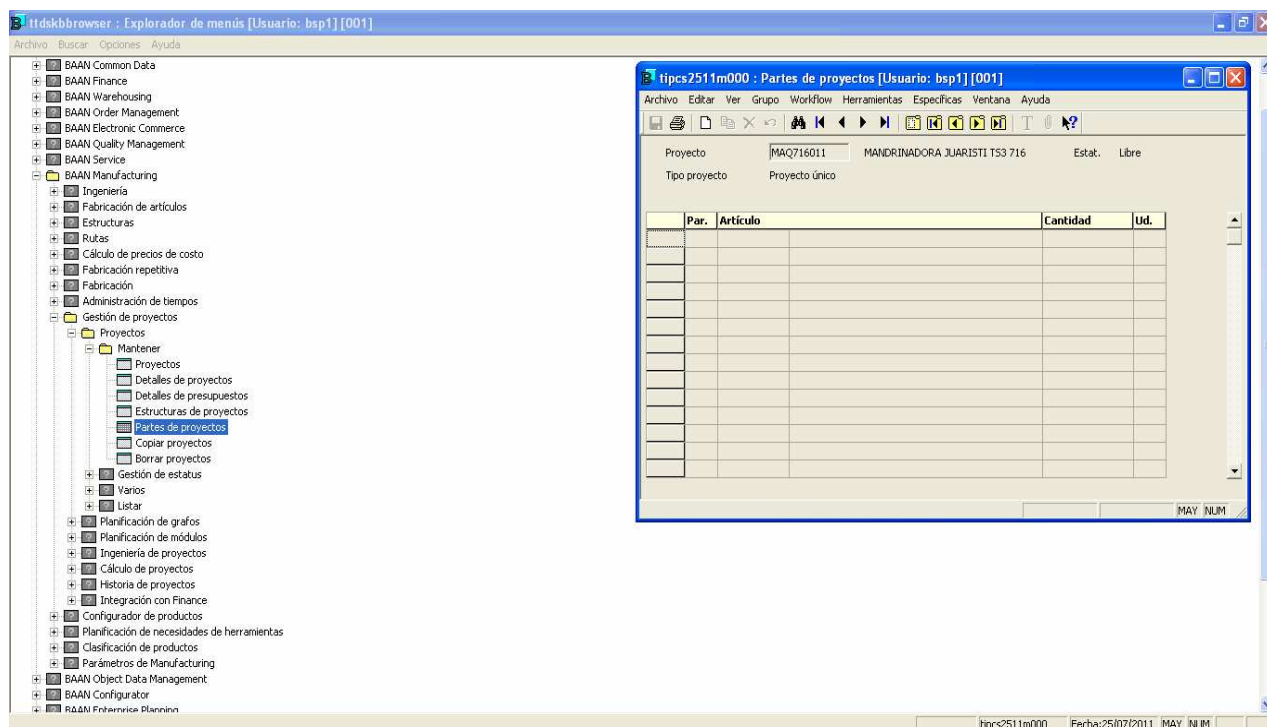 ttdskbbrowser : Explorador de menús [Usuario: bsp1] [001]
Archivo Buscar Opciones Ayuda
BAAN Common Data
BAAN Finance
BAAN Warehousing
BAAN Order Management
BAAN Electronic Commerce
BAAN Quality Management
BAAN Service
BAAN Manufacturing
Ingeniería
Fabricación de artículos
Estructuras
Rutas
Cálculo de precios de costo
Fabricación repetitiva
Fabricación
Administración de tiempos
Gestión de proyectos
Proyectos
Mantener
Proyectos
Detalles de proyectos
Detalles de presupuestos
Estructuras de proyectos
Partes de proyectos
Copiar proyectos
Borrar proyectos
Gestión de estatus
Varios
Listar
Planificación de grafos
Planificación de módulos
Ingeniería de proyectos
Cálculo de proyectos
Historia de proyectos
Integración con Finance
Configurador de productos
Planificación de necesidades de herramientas
Clasificación de productos
Parámetros de Manufacturing
BAAN Object Data Management
BAAN Configurator
BAAN Enterprise Planning
tipcs2511m000 : Partes de proyectos [Usuario: bsp1] [001]
Archivo Editar Ver Grupo Workflow Herramientas Específicas Ventana Ayuda
Proyecto MAQ716011 MANDRINADORA JUARISTI TS3 716 Estat. Libre
Tipo proyecto Proyecto único
Par. Artículo Cantidad Ud.
MAY NUM
tipcs2511m000 Fecha:25/07/2011 MAY NUM